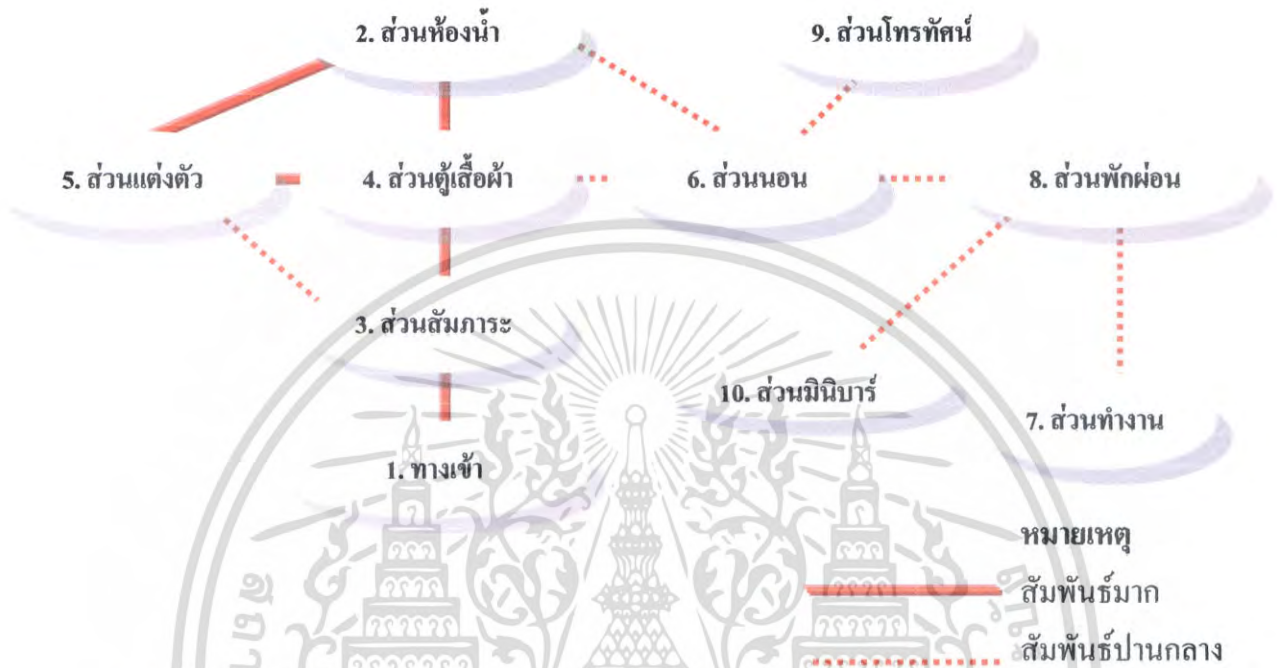 2. ส่วนห้องน้ำ
9. ส่วนโทรทัศน์
5. ส่วนแต่งตัว
4. ส่วนตู้เสื้อผ้า
6. ส่วนนอน
8. ส่วนพักผ่อน
3. ส่วนสัมภาระ
10. ส่วนมินิบาร์
7. ส่วนทำงาน
1. ทางเข้า
หมายเหตุ
สัมพันธ์มาก
สัมพันธ์ปานกลาง